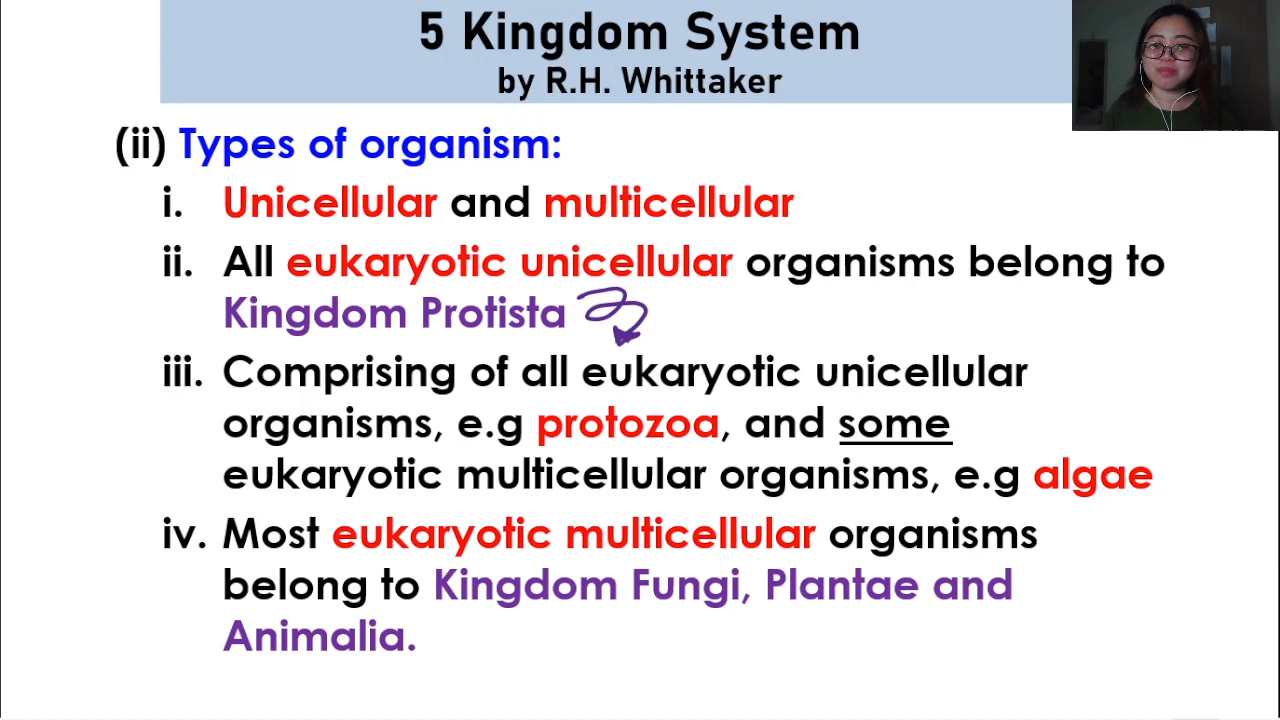 5 Kingdom System
by R.H. Whittaker
(ii) Types of organism:
i. Unicellular and multicellular
ii. All eukaryotic unicellular organisms belong to
Kingdom Protista
iii. Comprising of all eukaryotic unicellular
organisms, e.g protozoa, and some
eukaryotic multicellular organisms, e.g algae
iv. Most eukaryotic multicellular organisms
belong to Kingdom Fungi, Plantae and
Animalia.